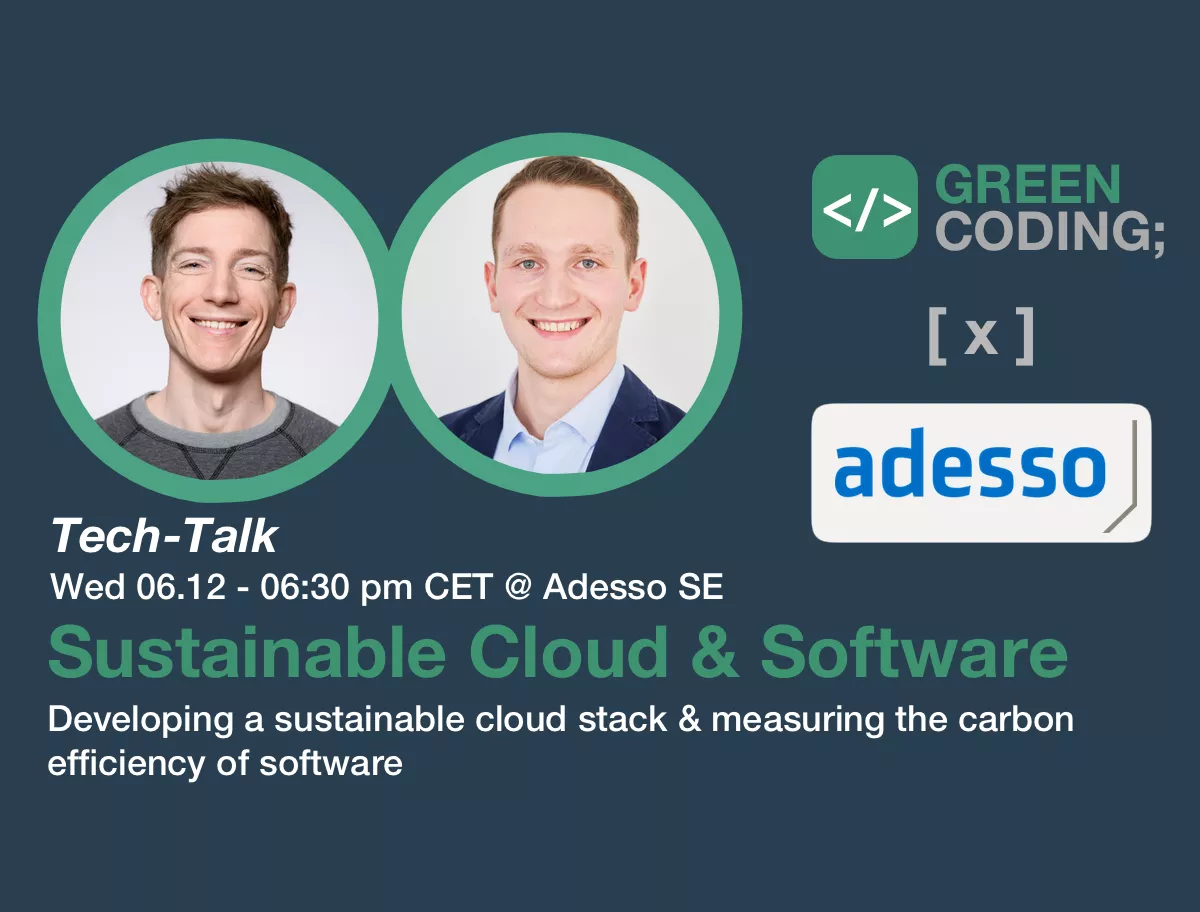 </>
GREEN
CODING;
[ x ]
adesso
Tech-Talk
Wed 06.12 - 06:30 pm CET @ Adesso SE
Sustainable Cloud & Software
Developing a sustainable cloud stack & measuring the carbon
efficiency of software